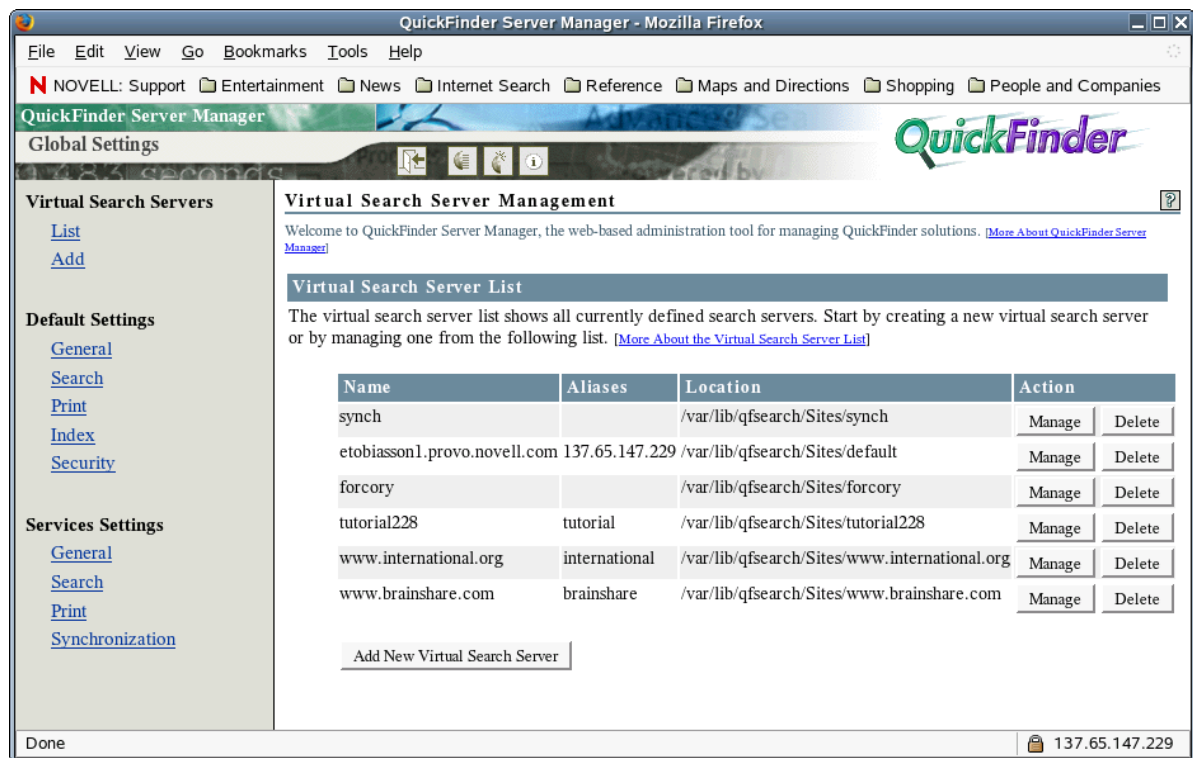 QuickFinder Server Manager - Mozilla Firefox
File Edit View Go Bookmarks Tools Help
N NOVELL: Support Entertainment News Internet Search Reference Maps and Directions Shopping People and Companies
QuickFinder Server Manager
Global Settings
QuickFinder
Virtual Search Servers
List
Add
Default Settings
General
Search
Print
Index
Security
Services Settings
General
Search
Print
Synchronization
Virtual Search Server Management
?
Welcome to QuickFinder Server Manager, the web-based administration tool for managing QuickFinder solutions. [More About QuickFinder Server
Manager]
Virtual Search Server List
The virtual search server list shows all currently defined search servers. Start by creating a new virtual search server
or by managing one from the following list. [More About the Virtual Search Server List]
Name Aliases Location Action
synch /var/lib/qfsearch/Sites/synch Manage Delete
etobiasson1.provo.novell.com 137.65.147.229 /var/lib/qfsearch/Sites/default Manage Delete
forcory /var/lib/qfsearch/Sites/forcory Manage Delete
tutorial228 tutorial /var/lib/qfsearch/Sites/tutorial228 Manage Delete
www.international.org international /var/lib/qfsearch/Sites/www.international.org Manage Delete
www.brainshare.com brainshare /var/lib/qfsearch/Sites/www.brainshare.com Manage Delete
Add New Virtual Search Server
Done 137.65.147.229